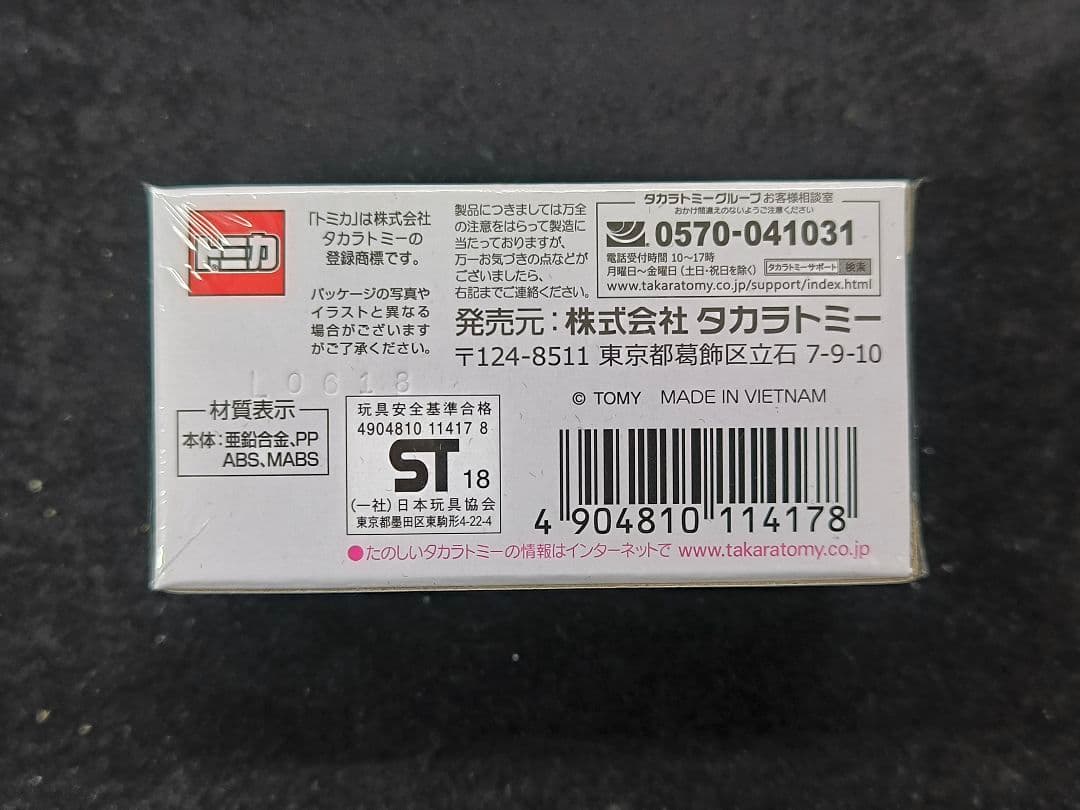 トミカ
「トミカ」は株式会社
タカラトミーの
登録商標です。
パッケージの写真や
イラストと異なる
場合がございます
がご了承ください。
製品につきましては万全
の注意をはらって製造に
当たっておりますが、
万一お気づきの点などが
ございましたら、
右記までご連絡ください。
タカラトミーグループお客様相談室
おかけ間違えのないようご注意ください
0570-041031
電話受付時間 10〜17時
月曜日〜金曜日 (土・祝日を除く) タカラトミーサポート 検索
www.takaratomy.co.jp/support/index.html
発売元:株式会社 タカラトミー
〒124-8511 東京都葛飾区立石 7-9-10
L0618
© TOMY MADE IN VIETNAM
材質表示
本体:亜鉛合金、PP
ABS、MABS
玩具安全基準合格
4904810 11417 8
ST 18
(一社)日本玩具協会
東京都墨田区東駒形4-22-4
4 904810 114178
●たのしいタカラトミーの情報はインターネットで www.takaratomy.co.jp